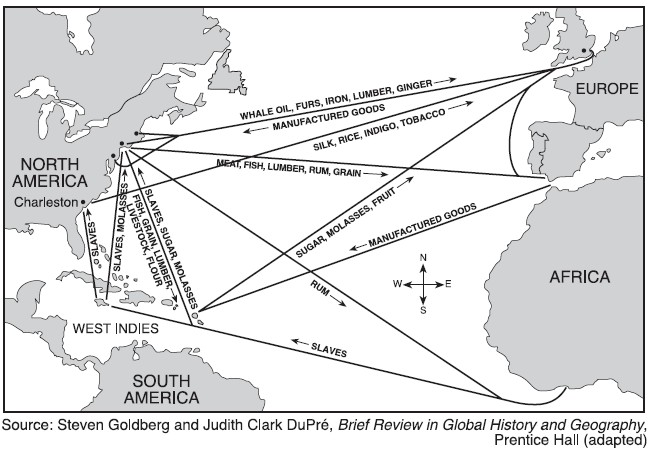 WHALE OIL, FURS, IRON, LUMBER, GINGER
MANUFACTURED GOODS
SILK, RICE, INDIGO, TOBACCO
EUROPE
NORTH
AMERICA
Charleston
MEAT, FISH, LUMBER, RUM, GRAIN
SLAVES
SLAVES, MOLASSES
FISH, GRAIN, LUMBER,
LIVESTOCK, FLOUR
SLAVES, SUGAR, MOLASSES
SUGAR, MOLASSES, FRUIT
MANUFACTURED GOODS
RUM
N
W
E
S
AFRICA
WEST INDIES
SLAVES
SOUTH
AMERICA
Source: Steven Goldberg and Judith Clark DuPré, Brief Review in Global History and Geography,
Prentice Hall (adapted)